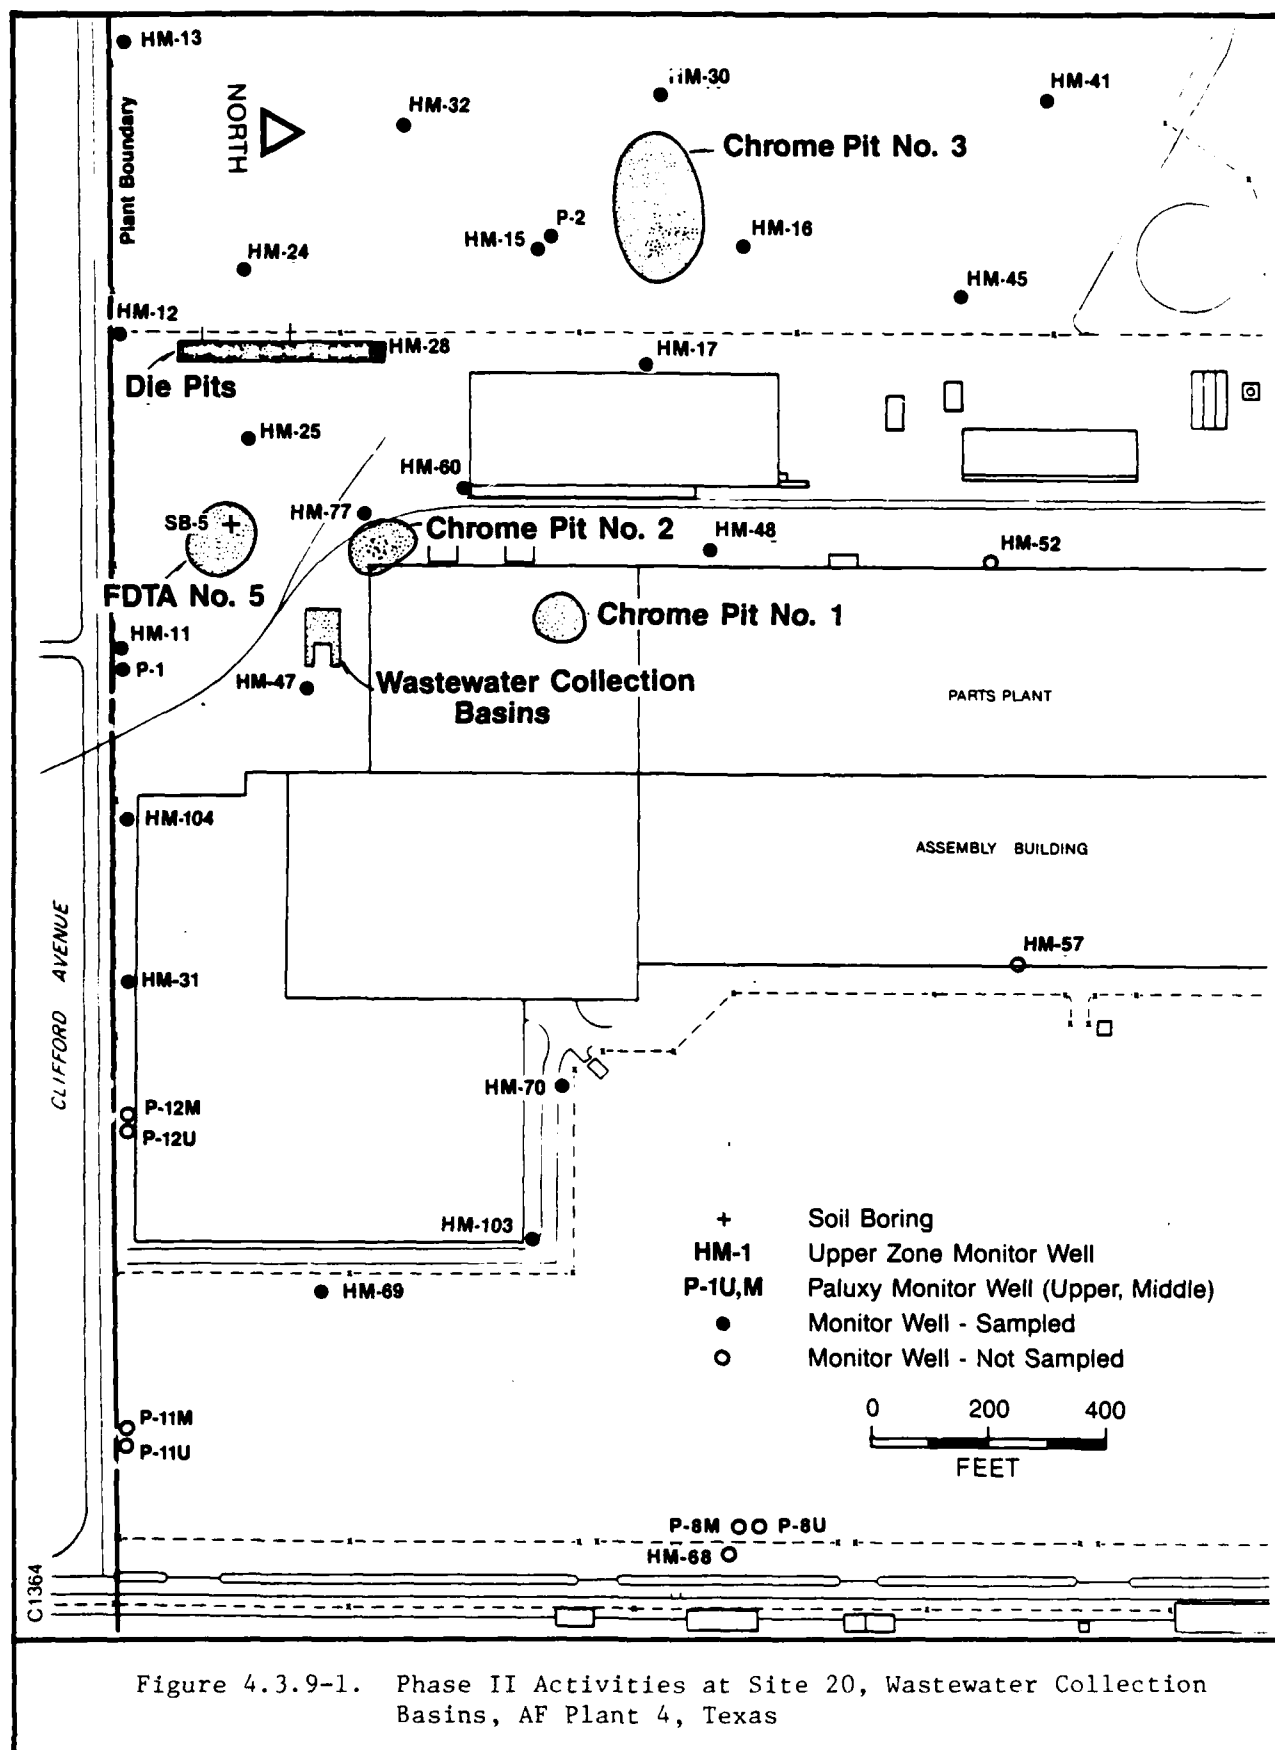 HM-13
HM-30
HM-41
HM-32
NORTH
Plant Boundary
Chrome Pit No. 3
P-2
HM-15
HM-16
HM-24
HM-45
HM-12
HM-28
HM-17
Die Pits
HM-25
HM-60
SB-5
HM-77
Chrome Pit No. 2
HM-48
HM-52
FDTA No. 5
Chrome Pit No. 1
HM-11
P-1
HM-47
Wastewater Collection
Basins
PARTS PLANT
HM-104
ASSEMBLY BUILDING
CLIFFORD AVENUE
HM-57
HM-31
HM-70
P-12M
P-12U
HM-103
+ Soil Boring
HM-1 Upper Zone Monitor Well
P-1U,M Paluxy Monitor Well (Upper, Middle)
Monitor Well - Sampled
Monitor Well - Not Sampled
HM-69
0 200 400
FEET
P-11M
P-11U
P-8M P-8U
HM-68
C1364
Figure 4.3.9-1. Phase II Activities at Site 20, Wastewater Collection
Basins, AF Plant 4, Texas